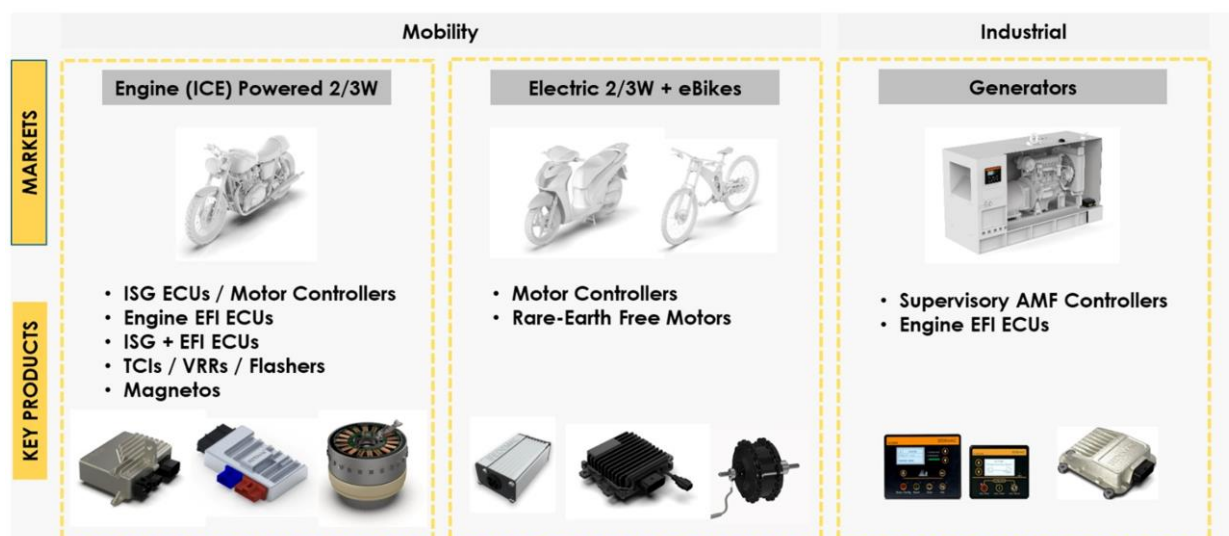 Mobility
Industrial
MARKETS
Engine (ICE) Powered 2/3W
Electric 2/3W + eBikes
Generators
KEY PRODUCTS
• ISG ECUs / Motor Controllers
• Engine EFI ECUs
• ISG + EFI ECUs
• TCIs / VRRs / Flashers
• Magnetos
• Motor Controllers
• Rare-Earth Free Motors
• Supervisory AMF Controllers
• Engine EFI ECUs